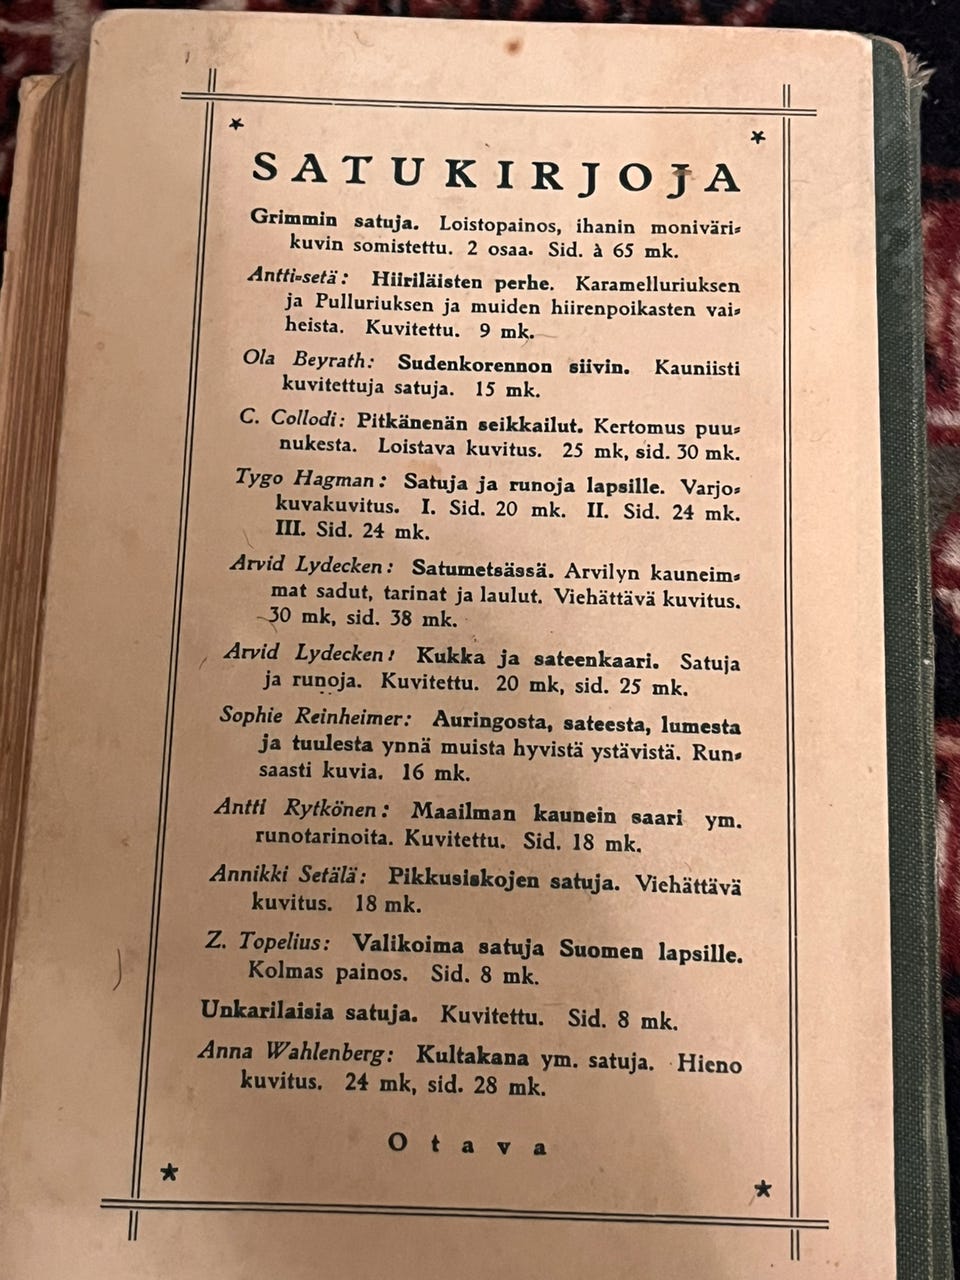 SATUKIRJOJA
Grimmin satuja. Loistopainos, ihanin moniväri-
kuvin somistettu. 2 osaa. Sid. à 65 mk.
Antti-setä: Hiiriläisten perhe. Karamelluriuksen
ja Pulluriuksen ja muiden hiirenpoikasten vai-
heista. Kuvitettu. 9 mk.
Ola Beyrath: Sudenkorennon siivin. Kauniisti
kuvitettuja satuja. 15 mk.
C. Collodi: Pitkänenän seikkailut. Kertomus puu-
nukesta. Loistava kuvitus. 25 mk, sid. 30 mk.
Tygo Hagman: Satuja ja runoja lapsille. Varjo-
kuvakuvitus. I. Sid. 20 mk. II. Sid. 24 mk.
III. Sid. 24 mk.
Arvid Lydecken: Satumetsässä. Arvilyn kauneim-
mat sadut, tarinat ja laulut. Viehättävä kuvitus.
30 mk, sid. 38 mk.
Arvid Lydecken: Kukka ja sateenkaari. Satuja
ja runoja. Kuvitettu. 20 mk, sid. 25 mk.
Sophie Reinheimer: Auringosta, sateesta, lumesta
ja tuulesta ynnä muista hyvistä ystävistä. Run-
saasti kuvia. 16 mk.
Antti Rytkönen: Maailman kaunein saari ym.
runotarinoita. Kuvitettu. Sid. 18 mk.
Annikki Setälä: Pikkusiskojen satuja. Viehättävä
kuvitus. 18 mk.
Z. Topelius: Valikoima satuja Suomen lapsille.
Kolmas painos. Sid. 8 mk.
Unkarilaisia satuja. Kuvitettu. Sid. 8 mk.
Anna Wahlenberg: Kultakana ym. satuja. Hieno
kuvitus. 24 mk, sid. 28 mk.
Otava